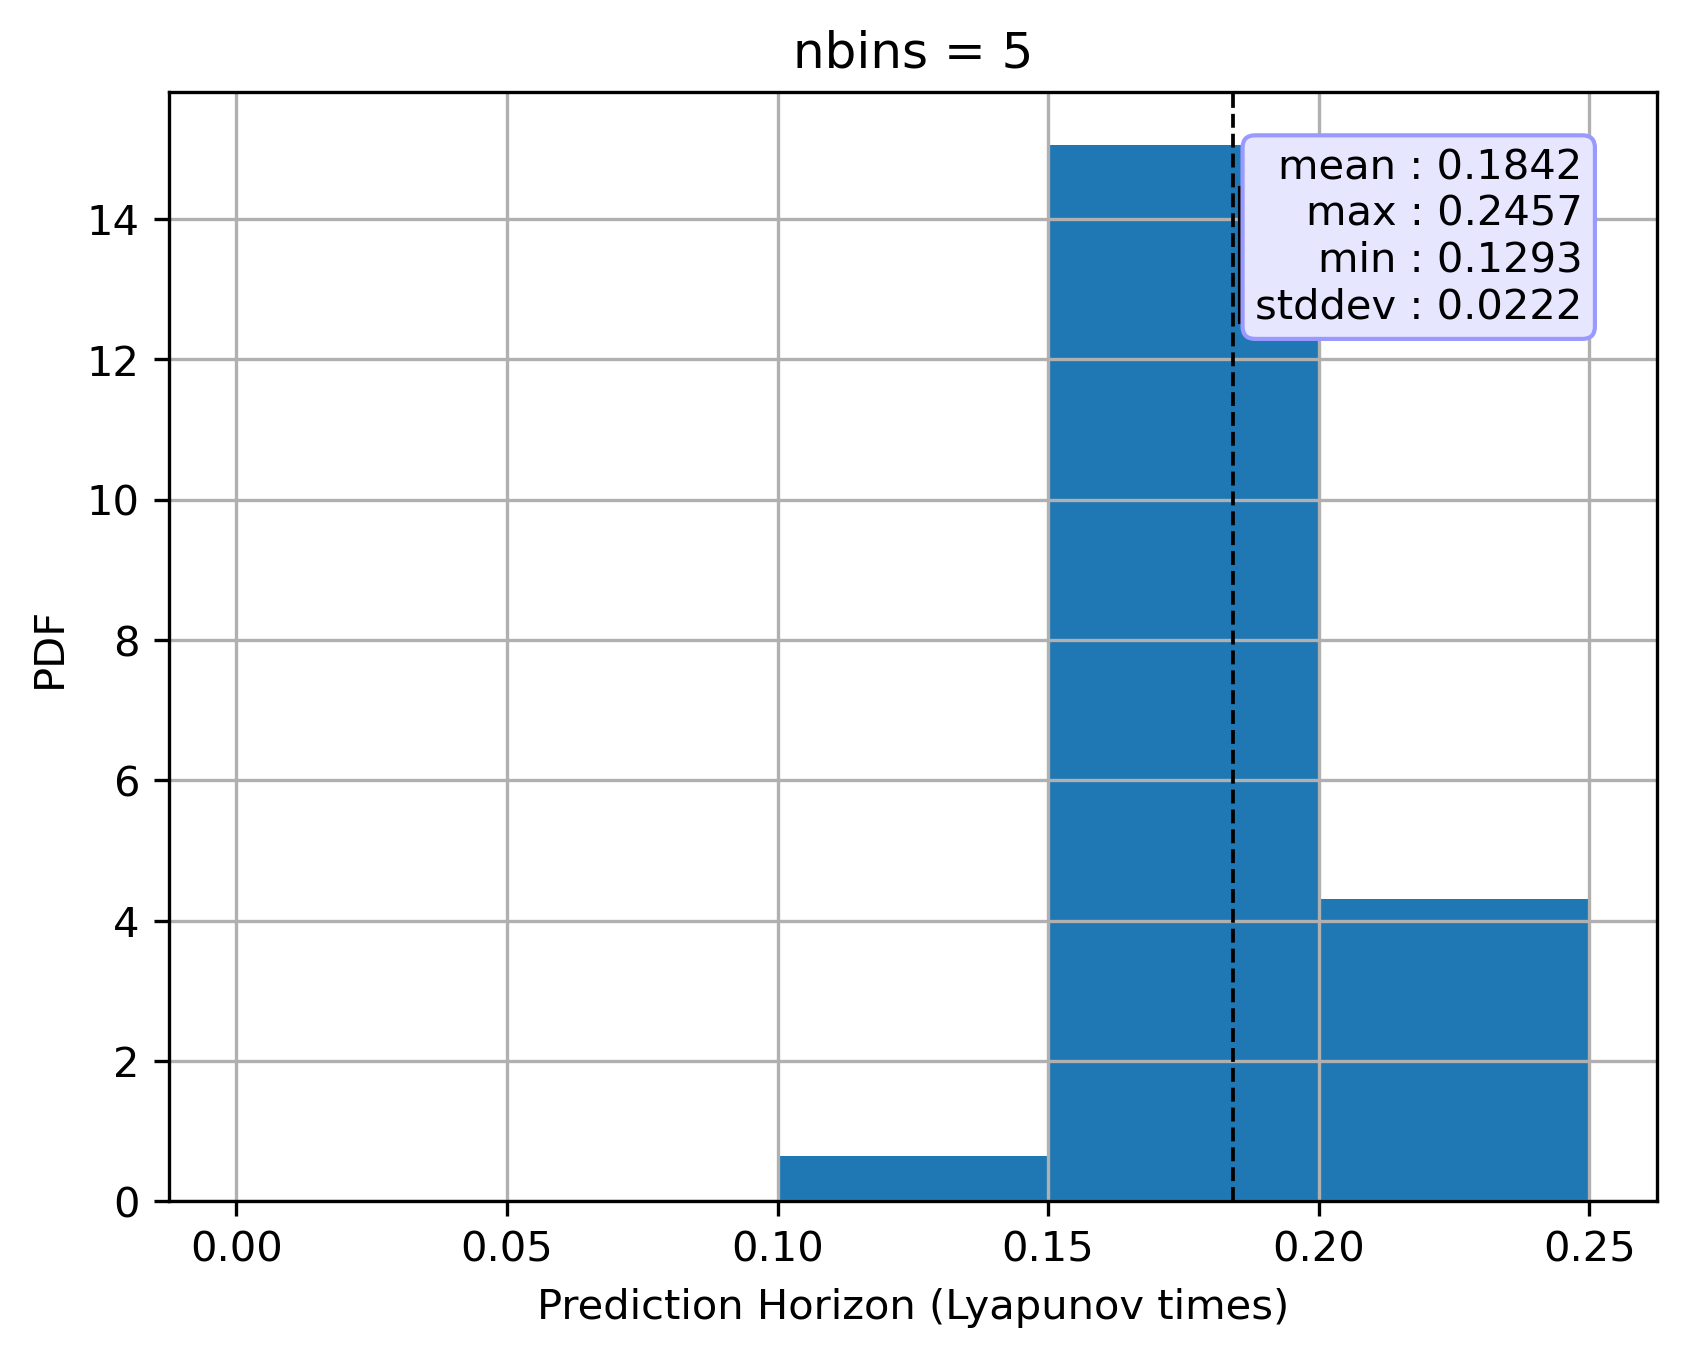 nbins = 5
mean : 0.1842
max : 0.2457
min : 0.1293
stddev : 0.0222
14
12
10
8
6
4
2
0
PDF
0.00 0.05 0.10 0.15 0.20 0.25
Prediction Horizon (Lyapunov times)